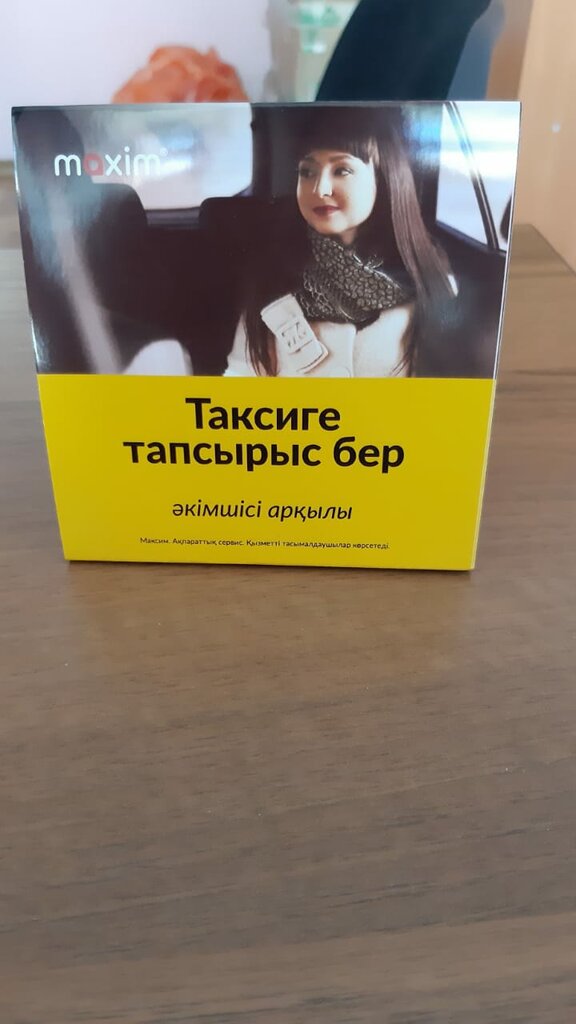 maxim®
Таксиге
тапсырыс бер
әкімшісі арқылы
Максим. Ақпараттық сервис. Қызметті тасымалдаушылар көрсетеді.